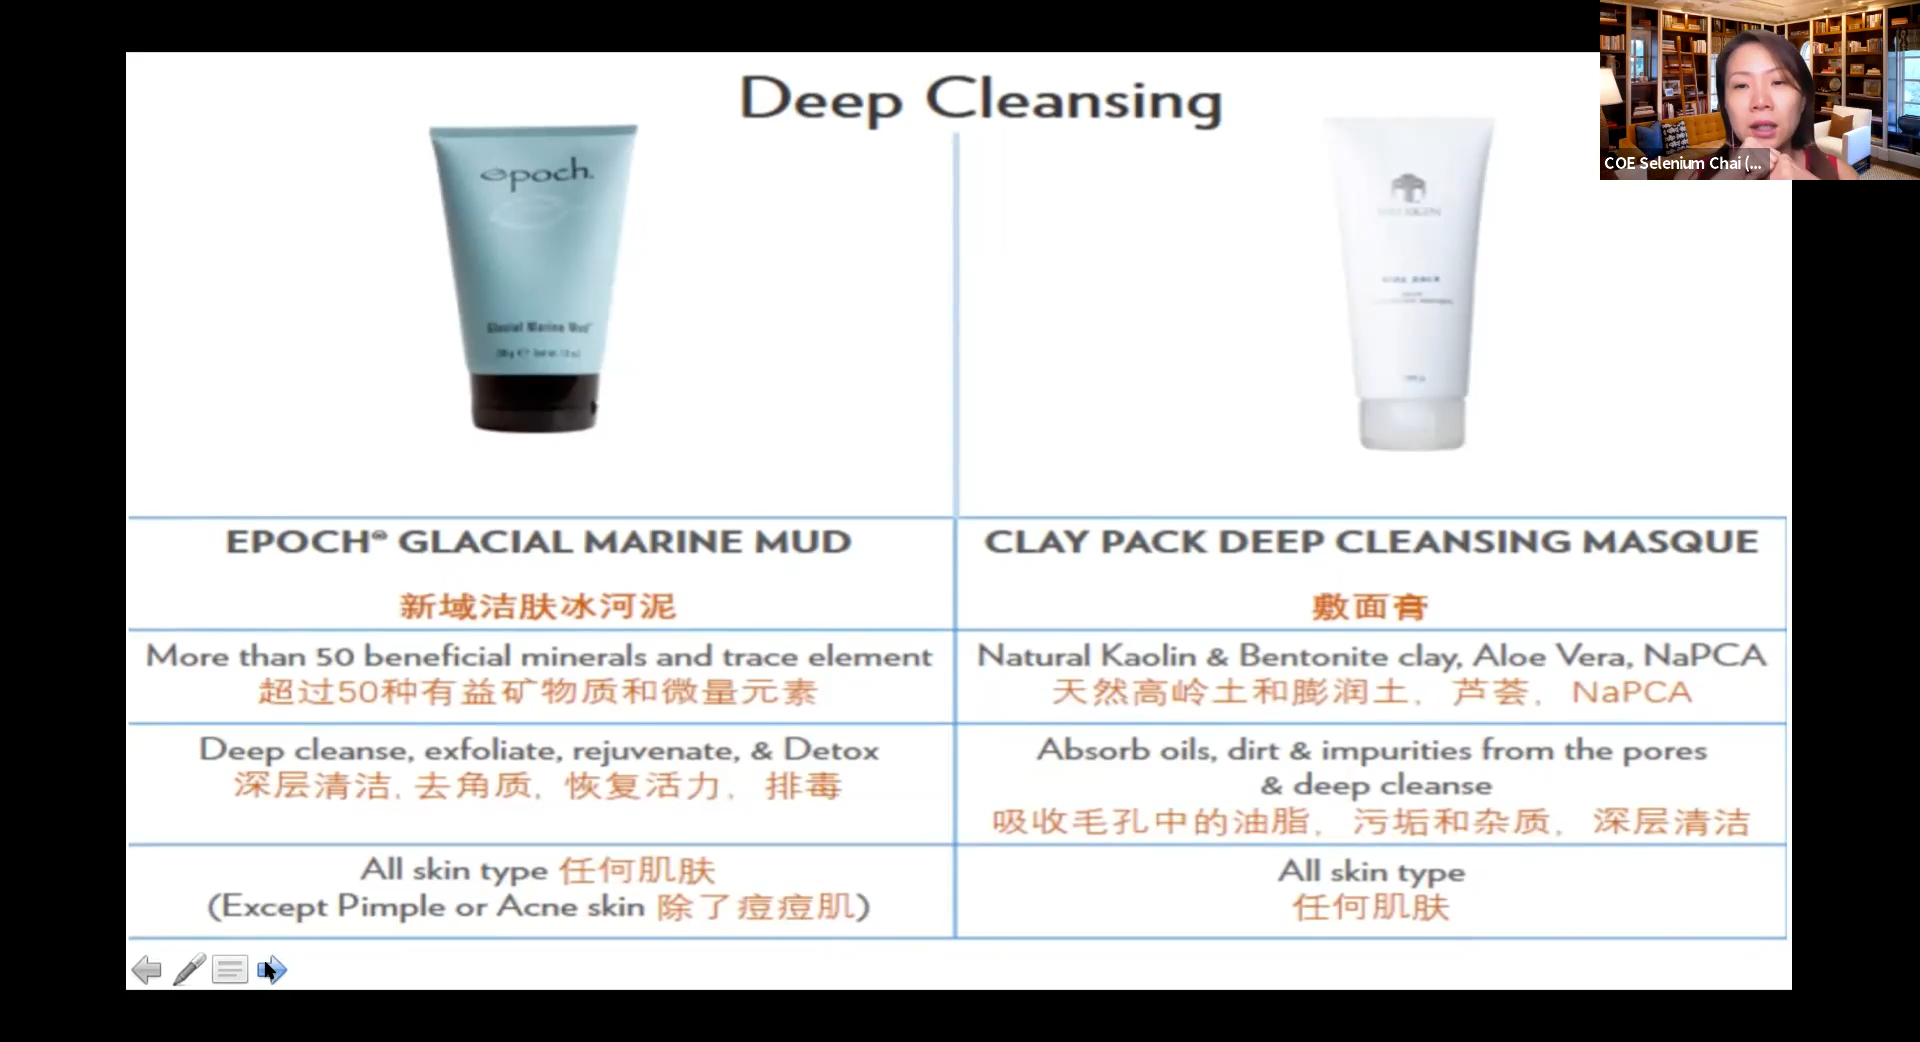 Deep Cleansing
COE Selenium Chai (...
epoch.
Glacial Marine Mud
CLAY PACK
EPOCH® GLACIAL MARINE MUD
新域洁肤冰河泥
More than 50 beneficial minerals and trace element
超过50种有益矿物质和微量元素
Deep cleanse, exfoliate, rejuvenate, & Detox
深层清洁, 去角质, 恢复活力, 排毒
All skin type 任何肌肤
(Except Pimple or Acne skin 除了痘痘肌)
CLAY PACK DEEP CLEANSING MASQUE
敷面膏
Natural Kaolin & Bentonite clay, Aloe Vera, NaPCA
天然高岭土和膨润土, 芦荟, NaPCA
Absorb oils, dirt & impurities from the pores
& deep cleanse
吸收毛孔中的油脂, 污垢和杂质, 深层清洁
All skin type
任何肌肤